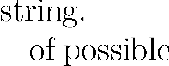 string.
of possible